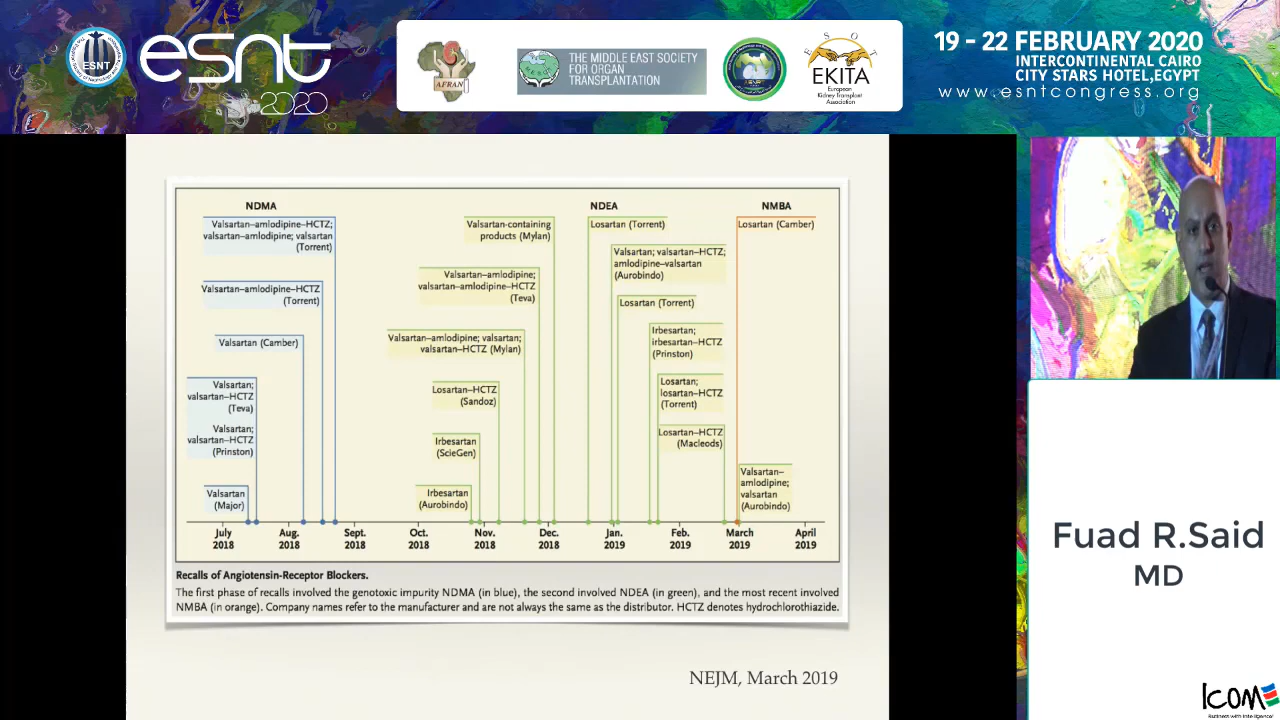 ESNT
esnt
2020
AFRAN
THE MIDDLE EAST SOCIETY
FOR ORGAN
TRANSPLANTATION
ESOT
EKITA
European
Kidney Transplant
Association
19 - 22 FEBRUARY 2020
INTERCONTINENTAL CAIRO
CITY STARS HOTEL,EGYPT
www.esntcongress.org
NDMA
NDEA
NMBA
Valsartan–amlodipine–HCTZ;
valsartan–amlodipine; valsartan
(Torrent)
Valsartan–amlodipine–HCTZ
(Torrent)
Valsartan (Camber)
Valsartan;
valsartan–HCTZ
(Teva)
Valsartan;
valsartan–HCTZ
(Prinston)
Valsartan
(Major)
Valsartan-containing
products (Mylan)
Valsartan–amlodipine;
valsartan–amlodipine–HCTZ
(Teva)
Valsartan–amlodipine; valsartan;
valsartan–HCTZ (Mylan)
Losartan–HCTZ
(Sandoz)
Irbesartan
(ScieGen)
Irbesartan
(Aurobindo)
Losartan (Torrent)
Valsartan; valsartan–HCTZ;
amlodipine–valsartan
(Aurobindo)
Losartan (Torrent)
Irbesartan;
irbesartan–HCTZ
(Prinston)
Losartan;
losartan–HCTZ
(Torrent)
Losartan–HCTZ
(Macleods)
Losartan (Camber)
Valsartan–
amlodipine;
valsartan
(Aurobindo)
July Aug. Sept. Oct. Nov. Dec. Jan. Feb. March April
2018 2018 2018 2018 2018 2018 2019 2019 2019 2019
Recalls of Angiotensin-Receptor Blockers.
The first phase of recalls involved the genotoxic impurity NDMA (in blue), the second involved NDEA (in green), and the most recent involved
NMBA (in orange). Company names refer to the manufacturer and are not always the same as the distributor. HCTZ denotes hydrochlorothiazide.
NEJM, March 2019
Fuad R.Said
MD
ICOME
Business with Intelligence!